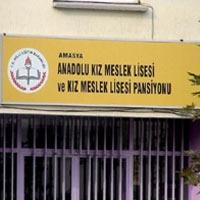 AMASYA
ANADOLU KIZ MESLEK LİSESİ
ve KIZ MESLEK LİSESİ PANSİYONU